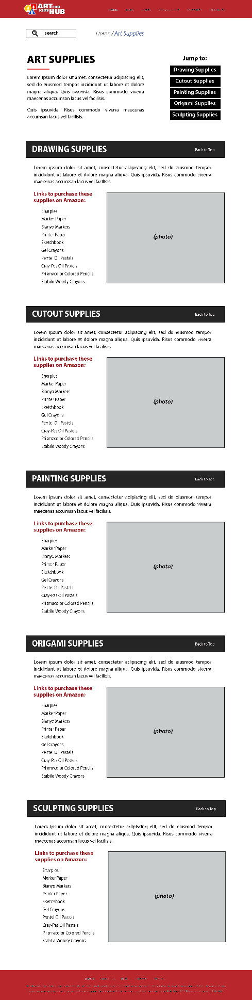 ART FOR
KIDS HUB
HOME BLOG STORE NEWSLETTER SUPPORT MEMBERS
search
Home / Art Supplies
ART SUPPLIES
Lorem ipsum dolor sit amet, consectetur adipiscing elit,
sed do eiusmod tempor incididunt ut labore et dolore
magna aliqua. Quis ipsuvida. Risus commodo viverra
maecenas accumsan lacus vel facilisis.
Quis ipsuvida. Risus commodo viverra maecenas
accumsan lacus vel facilisis.
Jump to:
Drawing Supplies
Cutout Supplies
Painting Supplies
Origami Supplies
Sculpting Supplies
DRAWING SUPPLIES
Back to Top
Lorem ipsum dolor sit amet, consectetur adipiscing elit, sed do eiusmod tempor
incididunt ut labore et dolore magna aliqua. Quis ipsuvida. Risus commodo viverra
maecenas accumsan lacus vel facilisis.
Links to purchase these
supplies on Amazon:
Sharpies
Marker Paper
Bianyo Markers
Printer Paper
Sketchbook
Gel Crayons
Pentel Oil Pastels
Cray-Pas Oil Pastels
Prismacolor Colored Pencils
Stabilo Woody Crayons
(photo)
CUTOUT SUPPLIES
Back to Top
Lorem ipsum dolor sit amet, consectetur adipiscing elit, sed do eiusmod tempor
incididunt ut labore et dolore magna aliqua. Quis ipsuvida. Risus commodo viverra
maecenas accumsan lacus vel facilisis.
Links to purchase these
supplies on Amazon:
Sharpies
Marker Paper
Bianyo Markers
Printer Paper
Sketchbook
Gel Crayons
Pentel Oil Pastels
Cray-Pas Oil Pastels
Prismacolor Colored Pencils
Stabilo Woody Crayons
(photo)
PAINTING SUPPLIES
Back to Top
Lorem ipsum dolor sit amet, consectetur adipiscing elit, sed do eiusmod tempor
incididunt ut labore et dolore magna aliqua. Quis ipsuvida. Risus commodo viverra
maecenas accumsan lacus vel facilisis.
Links to purchase these
supplies on Amazon:
Sharpies
Marker Paper
Bianyo Markers
Printer Paper
Sketchbook
Gel Crayons
Pentel Oil Pastels
Cray-Pas Oil Pastels
Prismacolor Colored Pencils
Stabilo Woody Crayons
(photo)
ORIGAMI SUPPLIES
Back to Top
Lorem ipsum dolor sit amet, consectetur adipiscing elit, sed do eiusmod tempor
incididunt ut labore et dolore magna aliqua. Quis ipsuvida. Risus commodo viverra
maecenas accumsan lacus vel facilisis.
Links to purchase these
supplies on Amazon:
Sharpies
Marker Paper
Bianyo Markers
Printer Paper
Sketchbook
Gel Crayons
Pentel Oil Pastels
Cray-Pas Oil Pastels
Prismacolor Colored Pencils
Stabilo Woody Crayons
(photo)
SCULPTING SUPPLIES
Back to Top
Lorem ipsum dolor sit amet, consectetur adipiscing elit, sed do eiusmod tempor
incididunt ut labore et dolore magna aliqua. Quis ipsuvida. Risus commodo viverra
maecenas accumsan lacus vel facilisis.
Links to purchase these
supplies on Amazon:
Sharpies
Marker Paper
Bianyo Markers
Printer Paper
Sketchbook
Gel Crayons
Pentel Oil Pastels
Cray-Pas Oil Pastels
Prismacolor Colored Pencils
Stabilo Woody Crayons
(photo)
HOME ABOUT US BLOG LIBRARY CONTACT